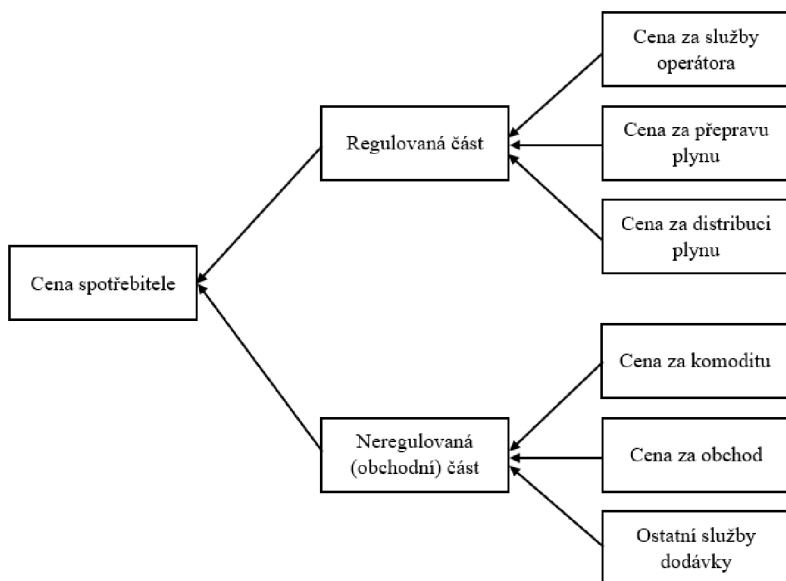 Cena za služby
operátora
Regulovaná část
Cena za přepravu
plynu
Cena za distribuci
plynu
Cena spotřebitele
Cena za komoditu
Neregulovaná
(obchodní) část
Cena za obchod
Ostatní služby
dodávky